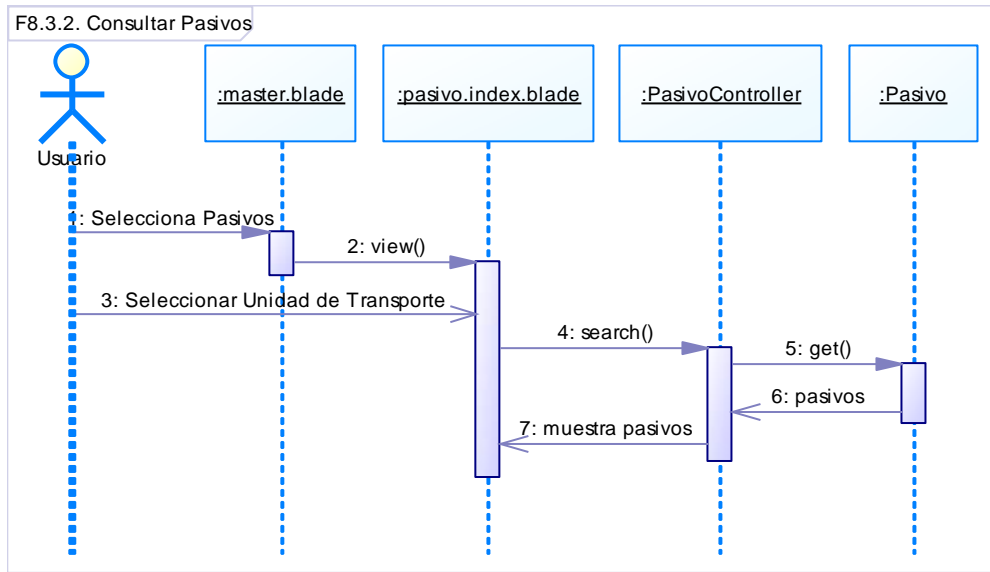 F8.3.2. Consultar Pasivos
:master.blade
:pasivo.index.blade
:PasivoController
:Pasivo
Usuario
1: Selecciona Pasivos
2: view()
3: Seleccionar Unidad de Transporte
4: search()
5: get()
6: pasivos
7: muestra pasivos